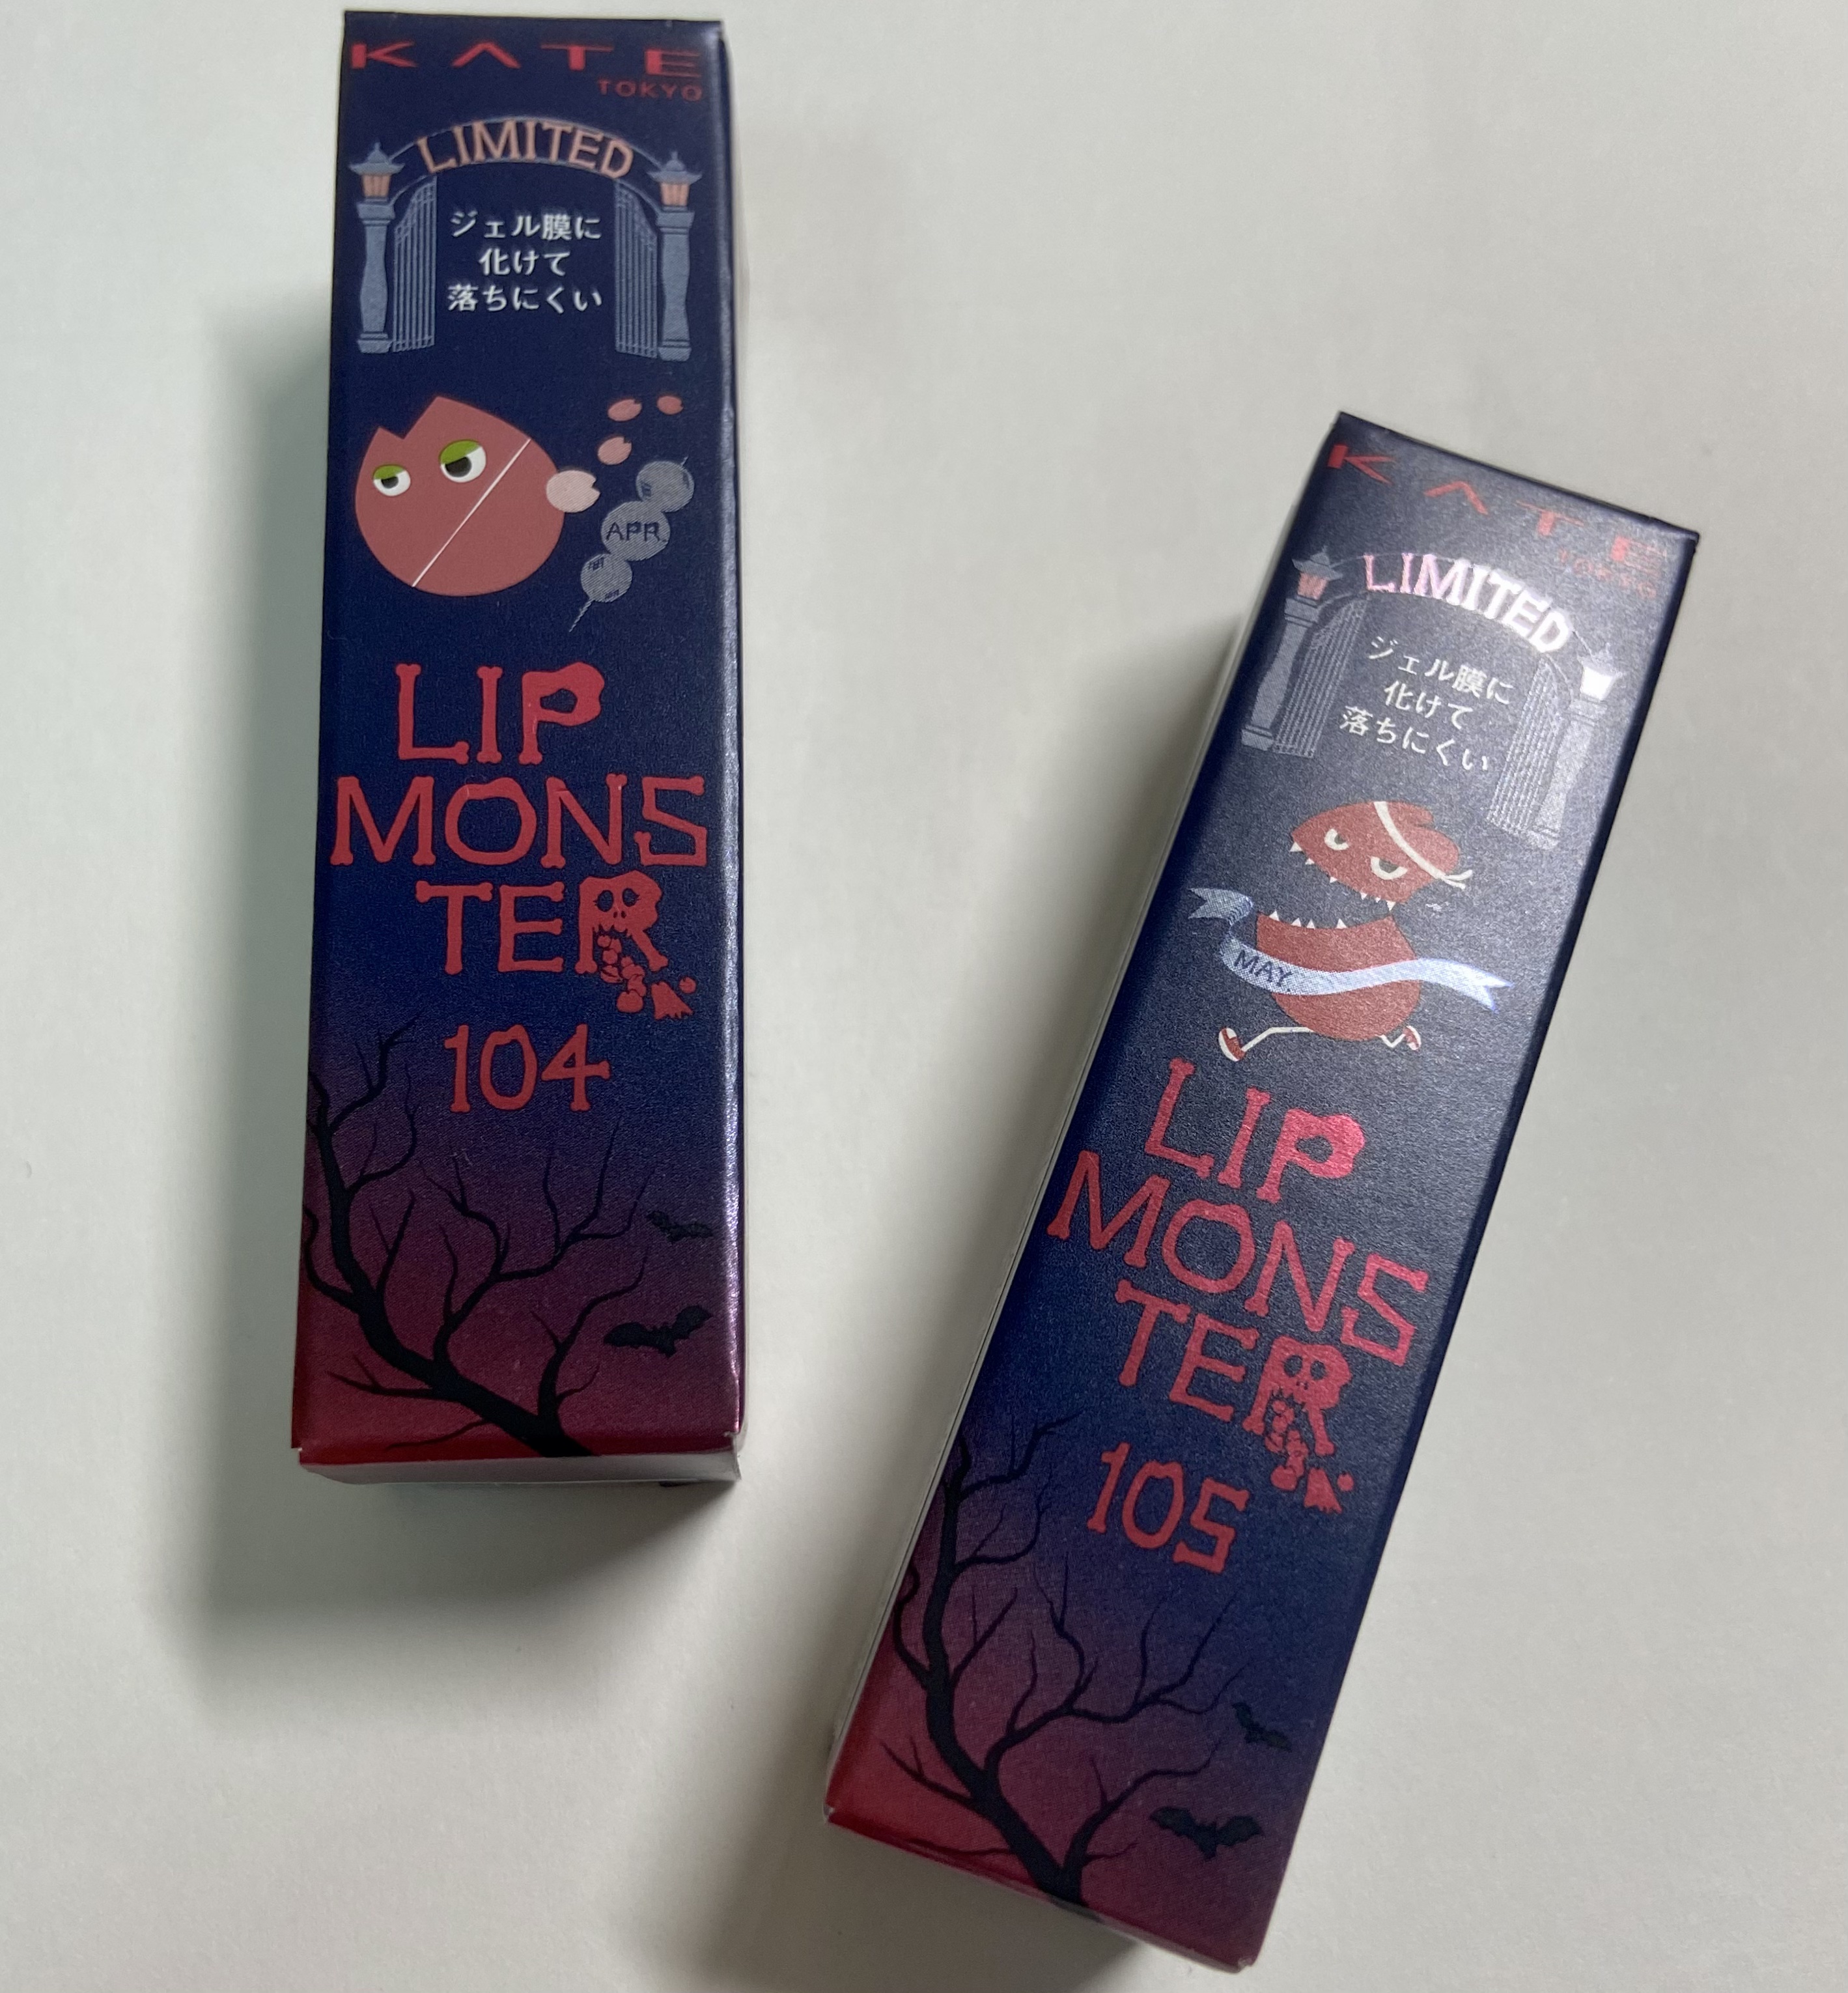 KATE
TOKYO
LIMITED
ジェル膜に
化けて
落ちにくい
APR.
LIP
MONS
TER
104
KATE
TOKYO
LIMITED
ジェル膜に
化けて
落ちにくい
MAY.
LIP
MONS
TER
105